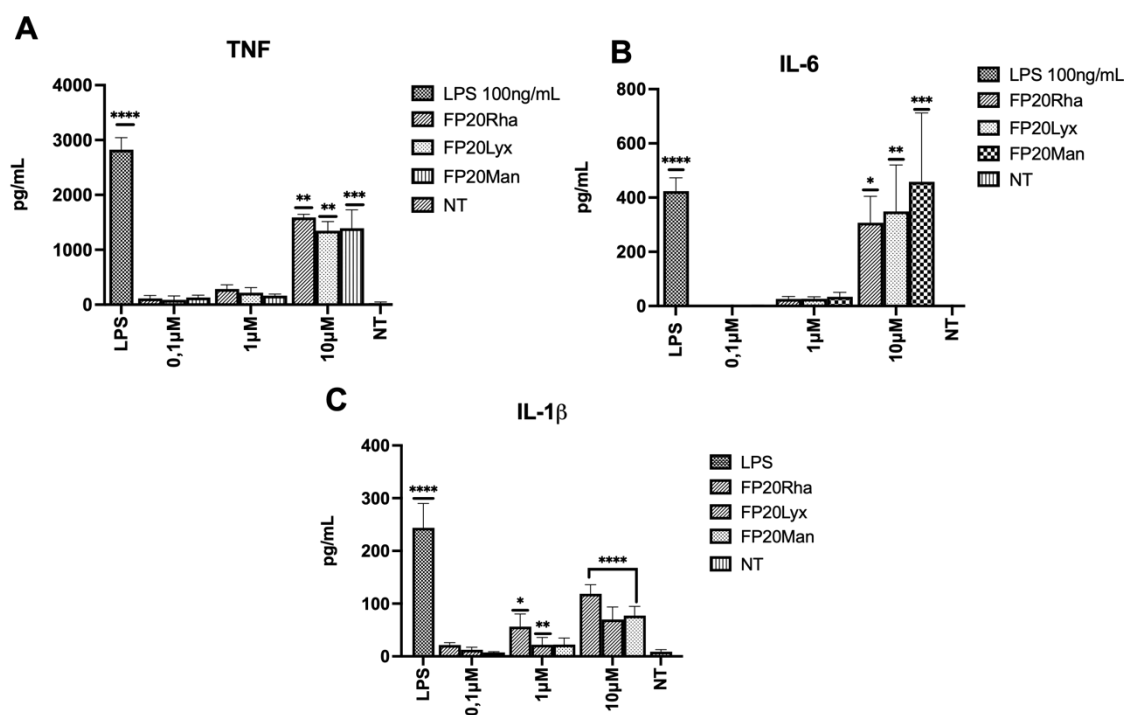 A
TNF
pg/mL
4000
3000
2000
1000
0
****
** ** ***
LPS
0,1μM
1μM
10μM
NT
LPS 100ng/mL
FP20Rha
FP20Lyx
FP20Man
NT
B
IL-6
pg/mL
800
600
400
200
0
****
*
**
***
LPS
0,1μM
1μM
10μM
NT
LPS 100ng/mL
FP20Rha
FP20Lyx
FP20Man
NT
C
IL-1β
pg/mL
400
300
200
100
0
****
*
**
****
LPS
0,1μM
1μM
10μM
NT
LPS
FP20Rha
FP20Lyx
FP20Man
NT